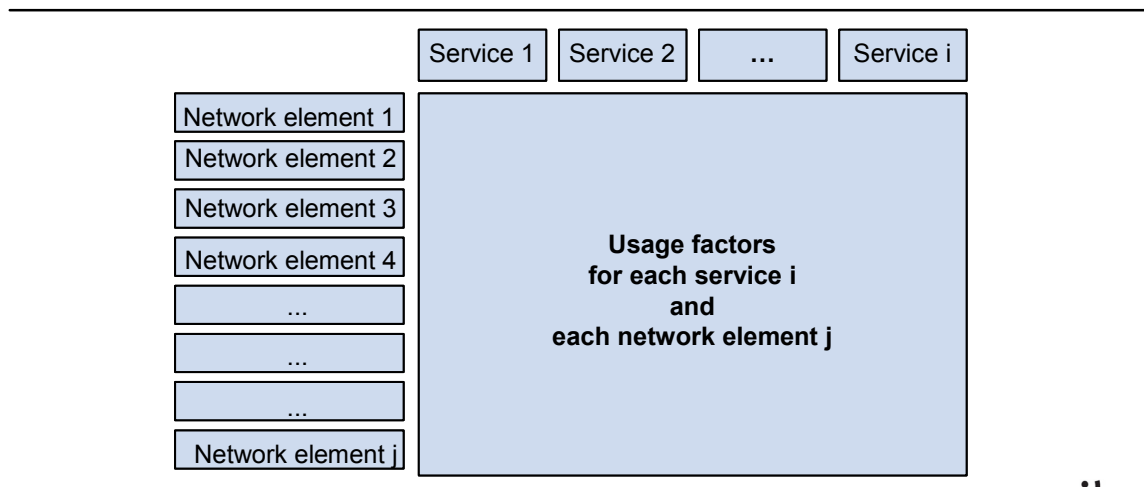 Service 1
Service 2
...
Service i
Network element 1
Network element 2
Network element 3
Network element 4
...
...
...
Network element j
Usage factors
for each service i
and
each network element j